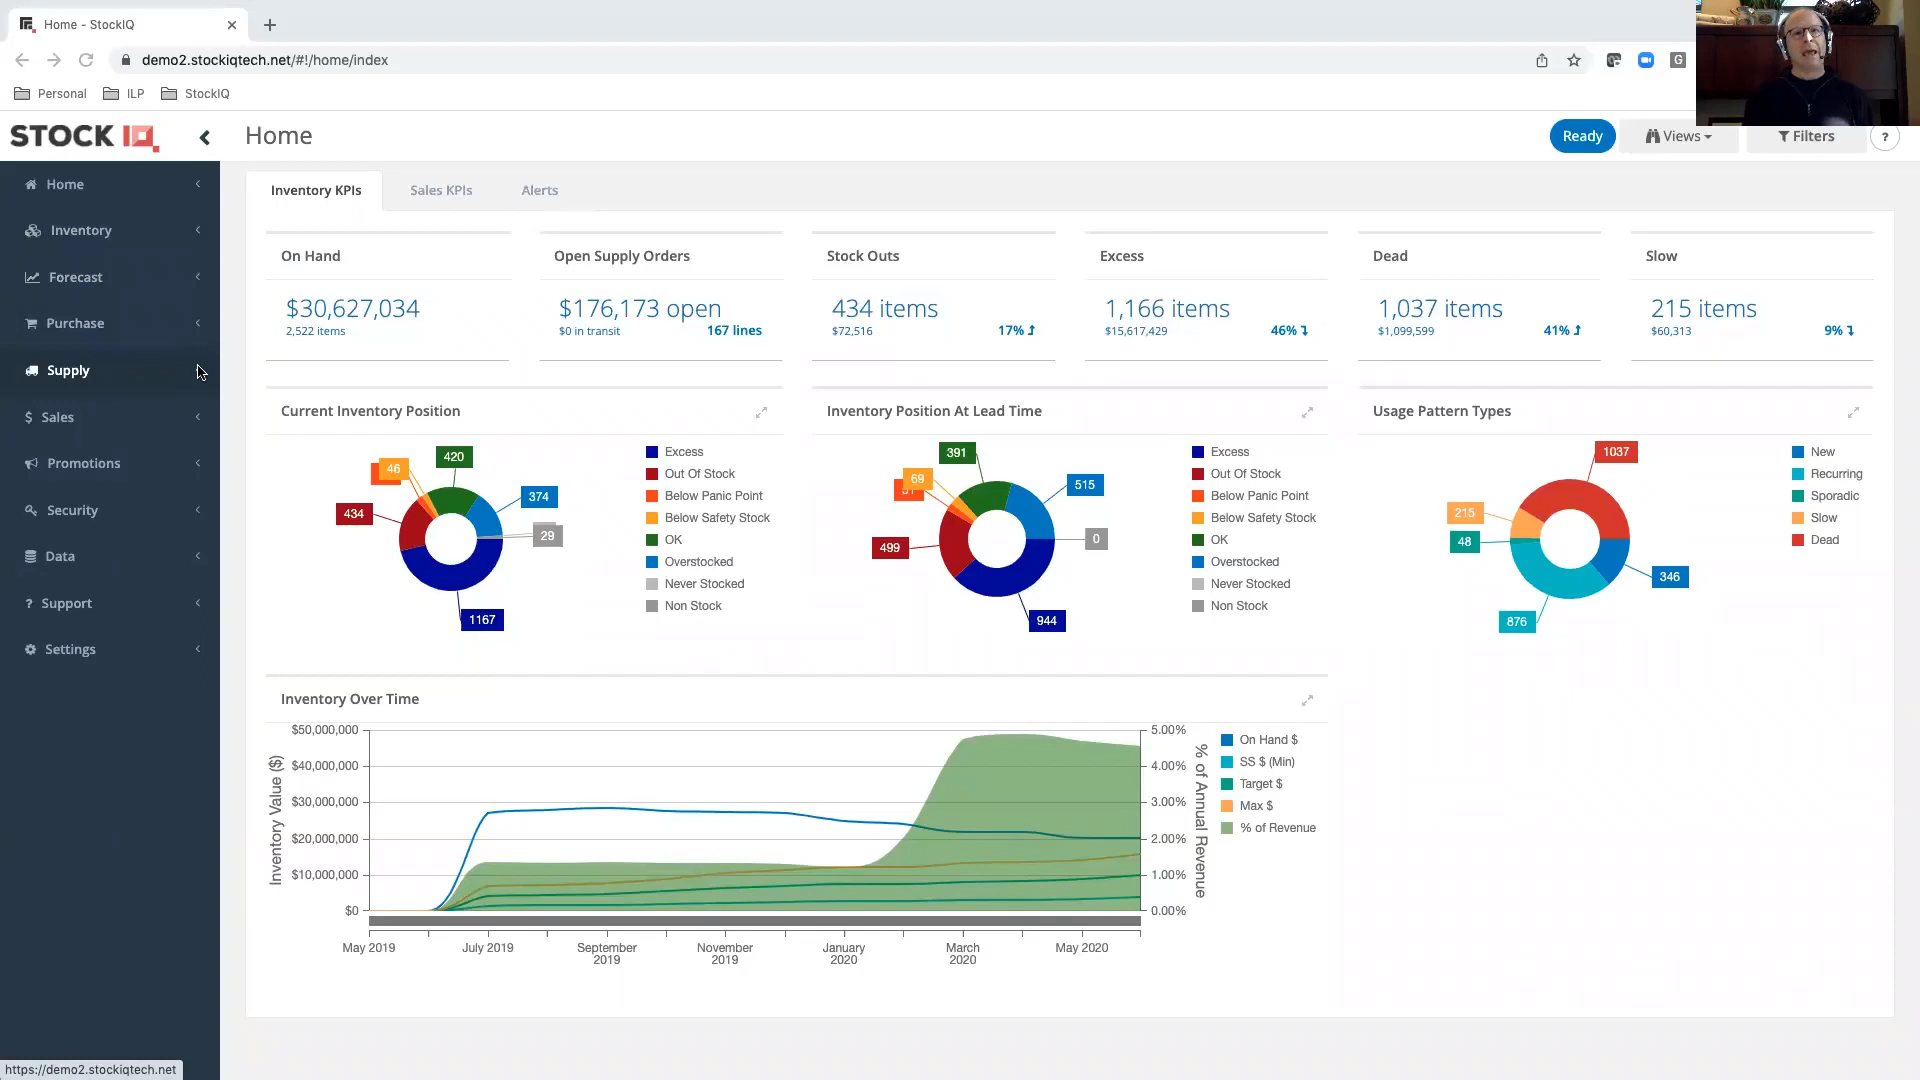 Home - StockIQ
demo2.stockiqtech.net/#!/home/index
G
Personal ILP StockIQ
STOCK IQ
Home
Ready
Views
Filters
?
Home
Inventory
Forecast
Purchase
Supply
Sales
Promotions
Security
Data
Support
Settings
Inventory KPIs Sales KPIs Alerts
On Hand
$30,627,034
2,522 items
Open Supply Orders
$176,173 open
$0 in transit 167 lines
Stock Outs
434 items
$72,516 17%
Excess
1,166 items
$15,617,429 46%
Dead
1,037 items
$1,099,599 41%
Slow
215 items
$60,313 9%
Current Inventory Position
420
46
374
434
29
1167
Excess
Out Of Stock
Below Panic Point
Below Safety Stock
OK
Overstocked
Never Stocked
Non Stock
Inventory Position At Lead Time
391
69
515
0
499
944
Excess
Out Of Stock
Below Panic Point
Below Safety Stock
OK
Overstocked
Never Stocked
Non Stock
Usage Pattern Types
1037
215
48
346
876
New
Recurring
Sporadic
Slow
Dead
Inventory Over Time
Inventory Value ($)
$50,000,000
$40,000,000
$30,000,000
$20,000,000
$10,000,000
$0
5.00%
4.00%
3.00%
2.00%
1.00%
0.00%
% of Annual Revenue
On Hand $
SS $ (Min)
Target $
Max $
% of Revenue
May 2019 July 2019 September 2019 November 2019 January 2020 March 2020 May 2020
https://demo2.stockiqtech.net